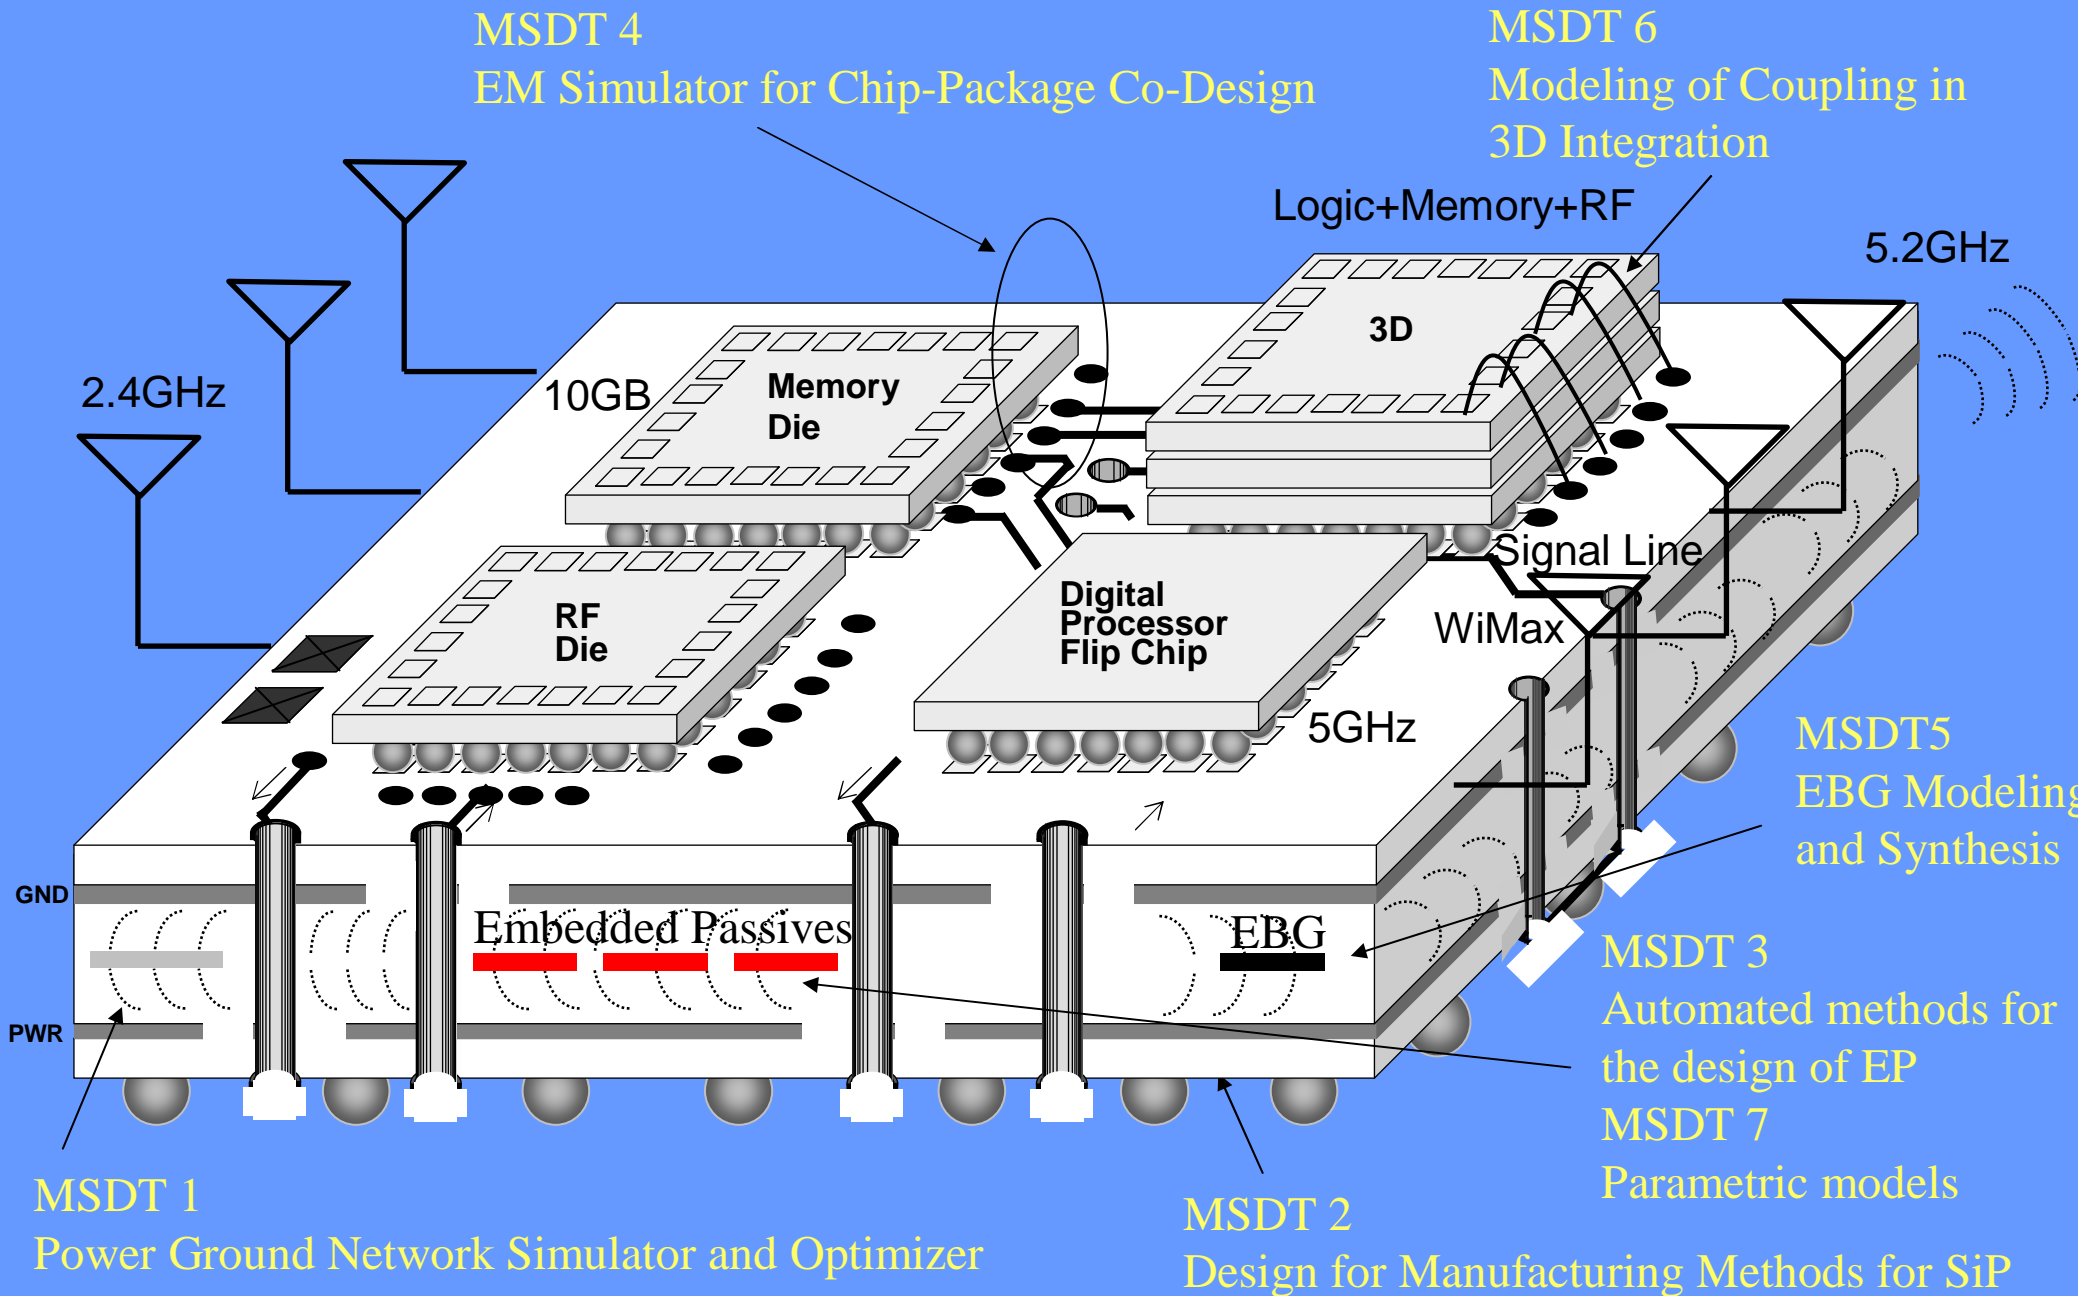 MSDT 4
EM Simulator for Chip-Package Co-Design
MSDT 6
Modeling of Coupling in
3D Integration
Logic+Memory+RF
5.2GHz
2.4GHz
10GB
Memory
Die
3D
Signal Line
RF
Die
Digital
Processor
Flip Chip
WiMax
5GHz
MSDT5
EBG Modeling
and Synthesis
GND
Embedded Passives
EBG
PWR
MSDT 3
Automated methods for
the design of EP
MSDT 7
Parametric models
MSDT 1
Power Ground Network Simulator and Optimizer
MSDT 2
Design for Manufacturing Methods for SiP